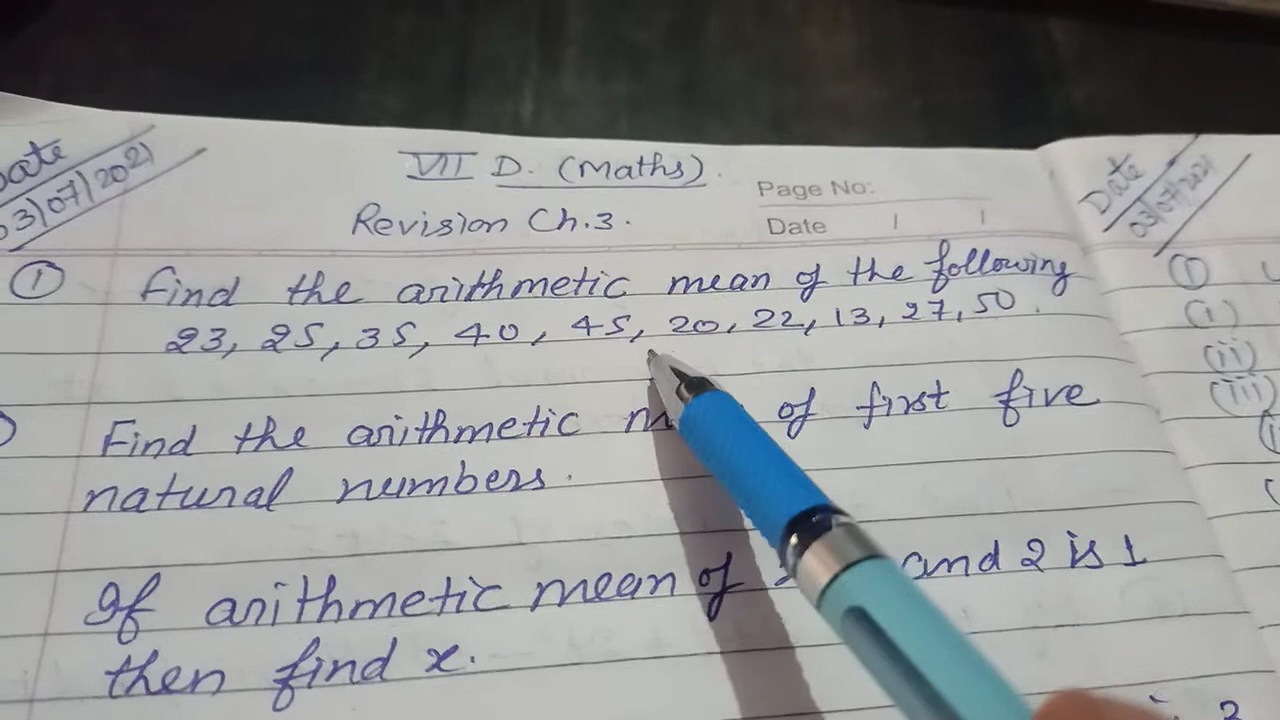 Date
03/07/2021
VII D. (Maths).
Revision Ch.3.
Page No:
Date / /
① Find the arithmetic mean of the following
23, 25, 35, 40, 45, 20, 22, 13, 27, 50.
Find the arithmetic of first five
natural numbers.
If arithmetic mean of and 2 is 1
then find x.
Date
03/07/2021
①
(i)
(ii)
(iii)